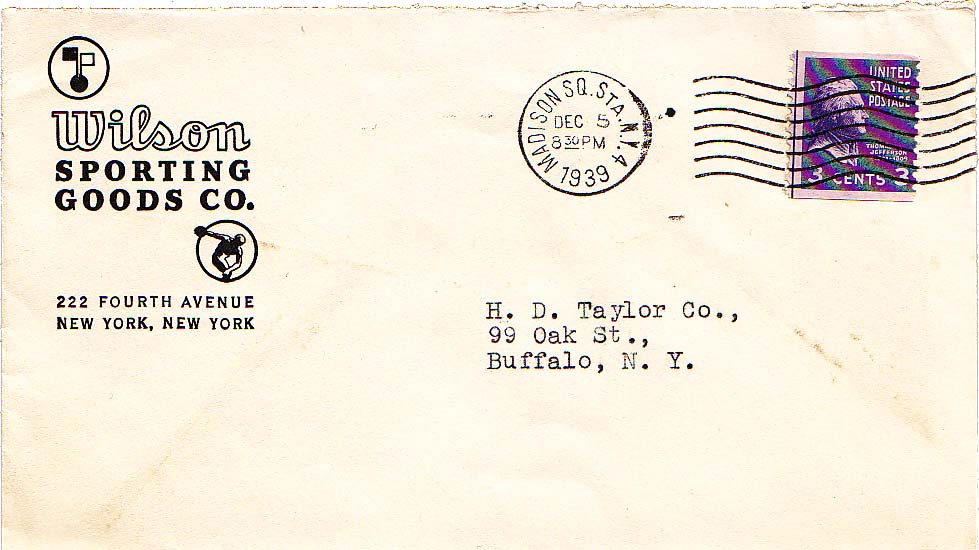 Wilson
SPORTING
GOODS CO.
222 FOURTH AVENUE
NEW YORK, NEW YORK
MADISON SQ. STA. N.Y. 4
DEC 5
8 30 PM
1939
UNITED
STATES
POSTAGE
THOMAS
JEFFERSON
3 CENTS 3
H. D. Taylor Co.,
99 Oak St.,
Buffalo, N. Y.